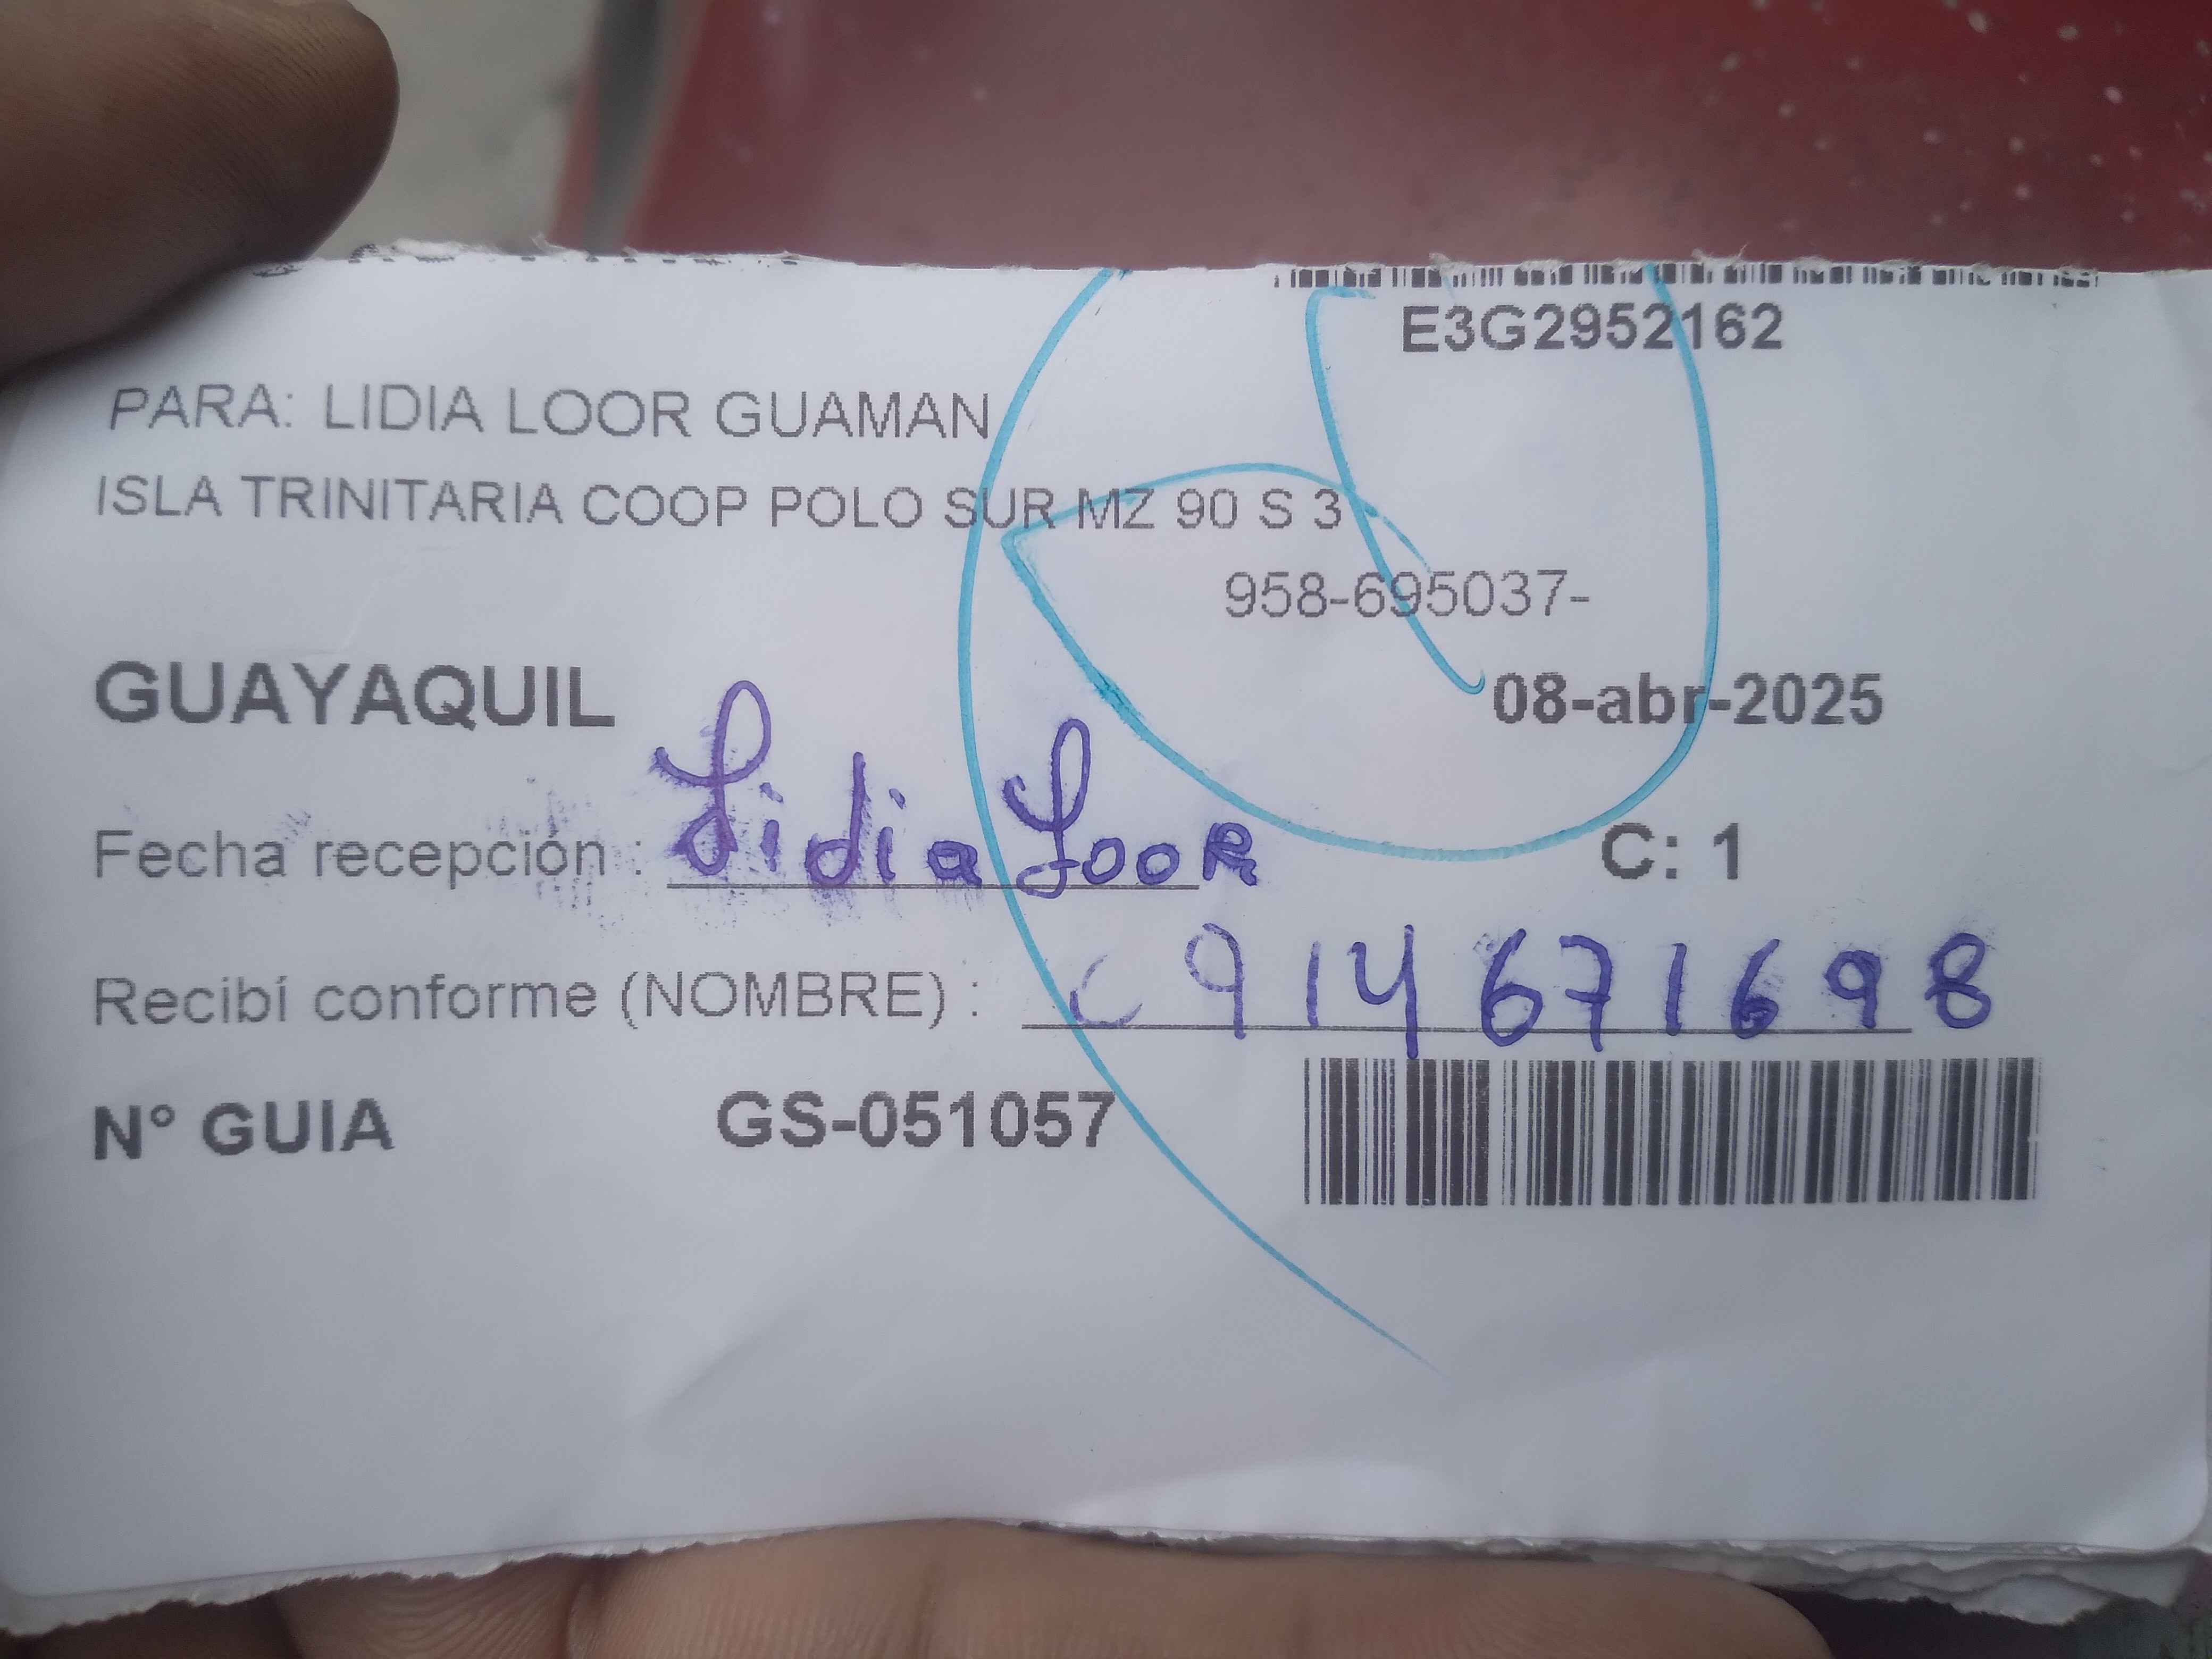 E3G2952162
PARA: LIDIA LOOR GUAMAN
ISLA TRINITARIA COOP POLO SUR MZ 90 S 3
958-695037-
GUAYAQUIL 08-abr-2025
Fecha recepción : Lidia Loor C: 1
Recibí conforme (NOMBRE) : 0914671698
N° GUIA GS-051057